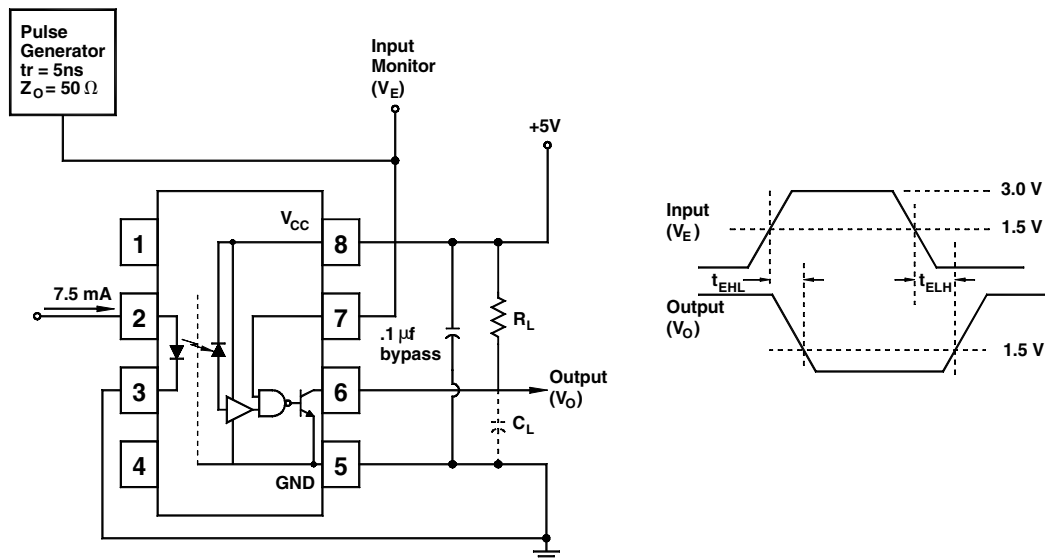 Pulse
Generator
tr = 5ns
ZO = 50 Ω
Input
Monitor
(VE)
+5V
VCC
1
8
7.5 mA
2
7
.1 μf
bypass
RL
3
6
Output
(VO)
CL
4
5
GND
Input
(VE)
3.0 V
1.5 V
tEHL
tELH
Output
(VO)
1.5 V